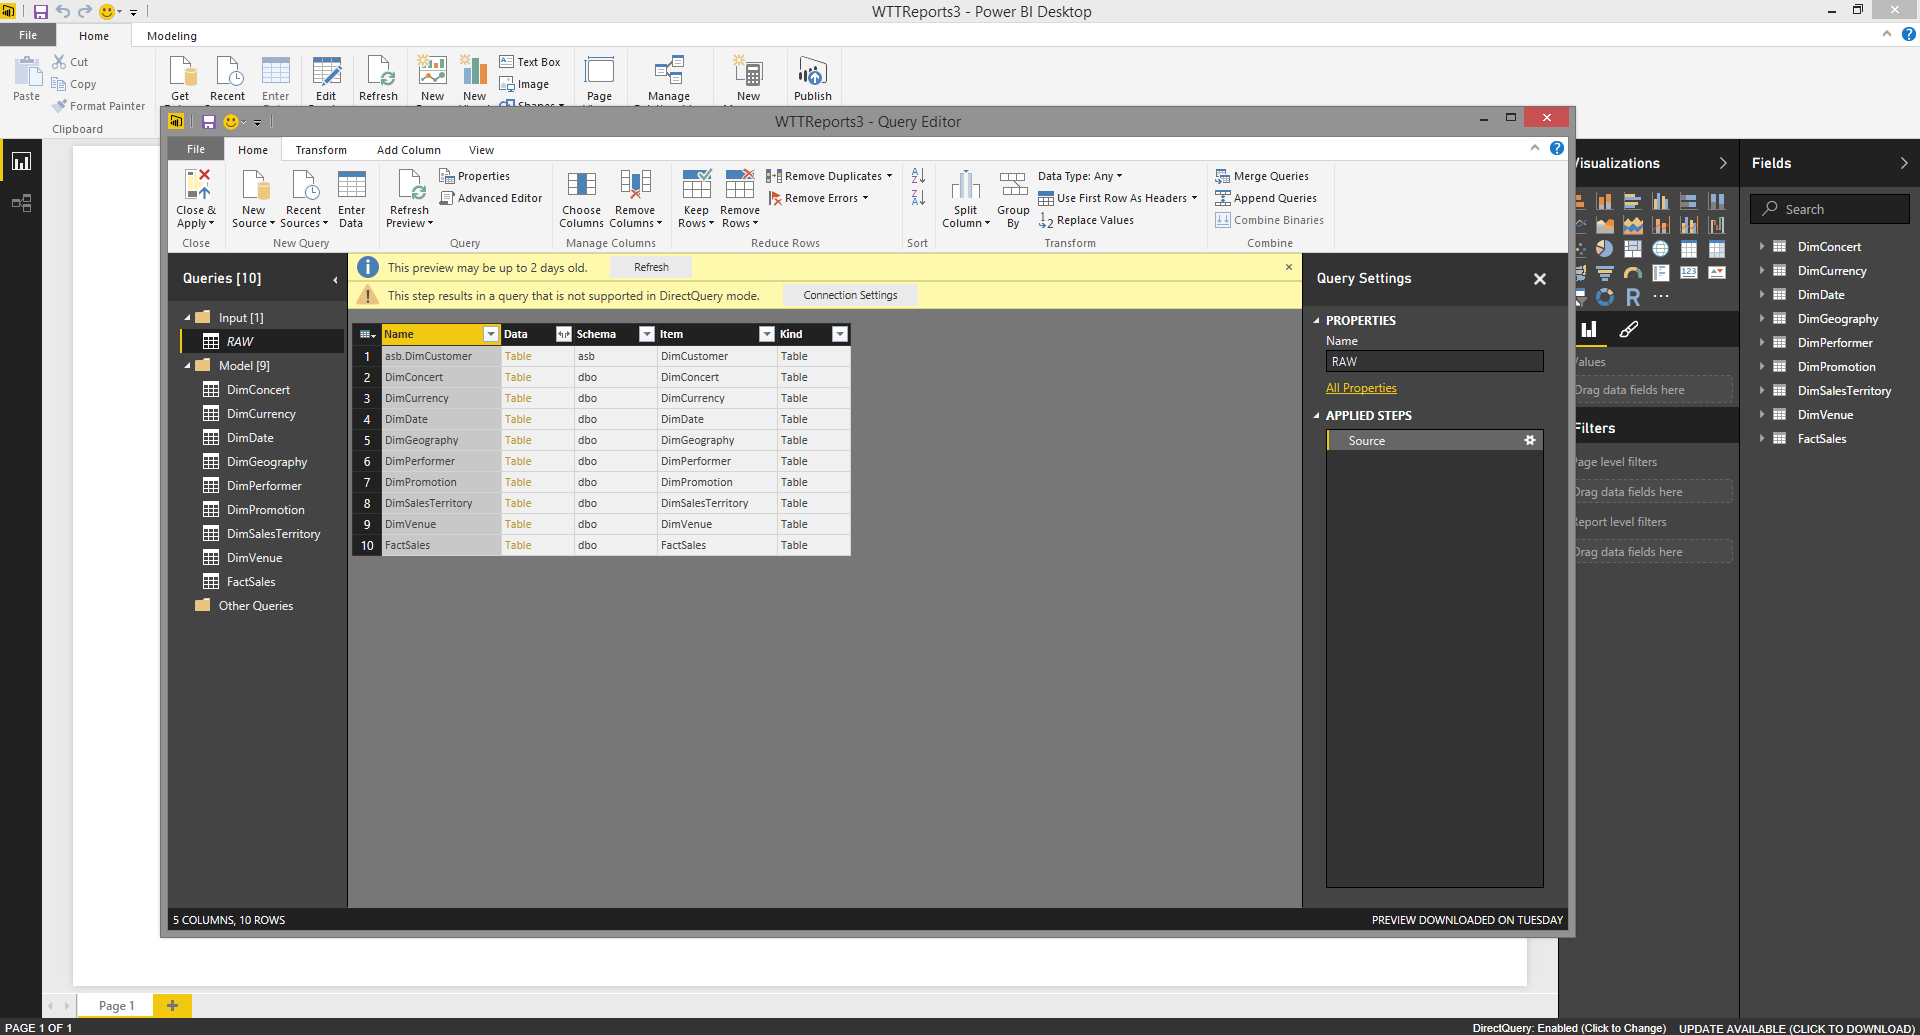 WTTReports3 - Power BI Desktop
File Home Modeling
Paste
Cut
Copy
Format Painter
Clipboard
Get
Recent
Enter
Edit
Refresh
New
New
Text Box
Image
Shapes
Page
Manage
New
Publish
WTTReports3 - Query Editor
File Home Transform Add Column View
Close & Apply
Close
New Source
Recent Sources
Enter Data
New Query
Refresh Preview
Properties
Advanced Editor
Query
Choose Columns
Remove Columns
Manage Columns
Keep Rows
Remove Rows
Remove Duplicates
Remove Errors
Reduce Rows
Sort
Split Column
Group By
Data Type: Any
Use First Row As Headers
Replace Values
Transform
Merge Queries
Append Queries
Combine Binaries
Combine
Queries [10]
Input [1]
RAW
Model [9]
DimConcert
DimCurrency
DimDate
DimGeography
DimPerformer
DimPromotion
DimSalesTerritory
DimVenue
FactSales
Other Queries
This preview may be up to 2 days old. Refresh
This step results in a query that is not supported in DirectQuery mode. Connection Settings
Name Data Schema Item Kind
1 asb.DimCustomer Table asb DimCustomer Table
2 DimConcert Table dbo DimConcert Table
3 DimCurrency Table dbo DimCurrency Table
4 DimDate Table dbo DimDate Table
5 DimGeography Table dbo DimGeography Table
6 DimPerformer Table dbo DimPerformer Table
7 DimPromotion Table dbo DimPromotion Table
8 DimSalesTerritory Table dbo DimSalesTerritory Table
9 DimVenue Table dbo DimVenue Table
10 FactSales Table dbo FactSales Table
Query Settings
PROPERTIES
Name
RAW
All Properties
APPLIED STEPS
Source
5 COLUMNS, 10 ROWS
PREVIEW DOWNLOADED ON TUESDAY
Visualizations
Values
Drag data fields here
Filters
Page level filters
Drag data fields here
Report level filters
Drag data fields here
Fields
Search
DimConcert
DimCurrency
DimDate
DimGeography
DimPerformer
DimPromotion
DimSalesTerritory
DimVenue
FactSales
Page 1
PAGE 1 OF 1
DirectQuery: Enabled (Click to Change) UPDATE AVAILABLE (CLICK TO DOWNLOAD)